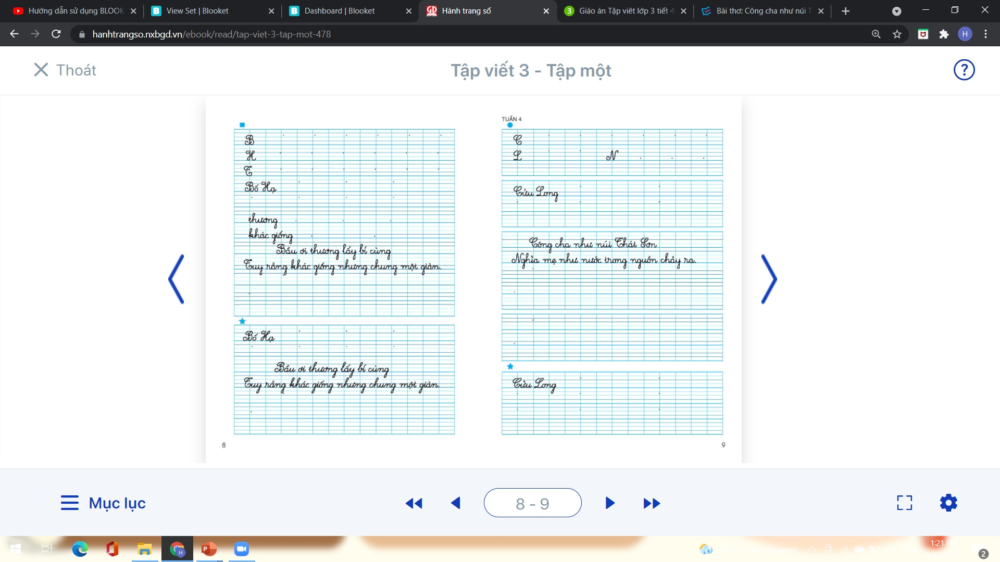 Hướng dẫn sử dụng BLOOK
View Set | Blooket
Dashboard | Blooket
Hành trang số
Giáo án Tập viết lớp 3 tiết 4
Bài thơ: Công cha như núi T
hanhtrangso.nxbgd.vn/ebook/read/tap-viet-3-tap-mot-478
H
Thoát
Tập viết 3 - Tập một
?
B
H
T
Bố Hạ
thương
khác giống
Bầu ơi thương lấy bí cùng
Tuy rằng khác giống nhưng chung một giàn.
Bố Hạ
Bầu ơi thương lấy bí cùng
Tuy rằng khác giống nhưng chung một giàn.
8
TUẦN 4
C
L N
Cửu Long
Công cha như núi Thái Sơn
Nghĩa mẹ như nước trong nguồn chảy ra.
Cửu Long
9
Mục lục
8 - 9
showers
1:21 P
2